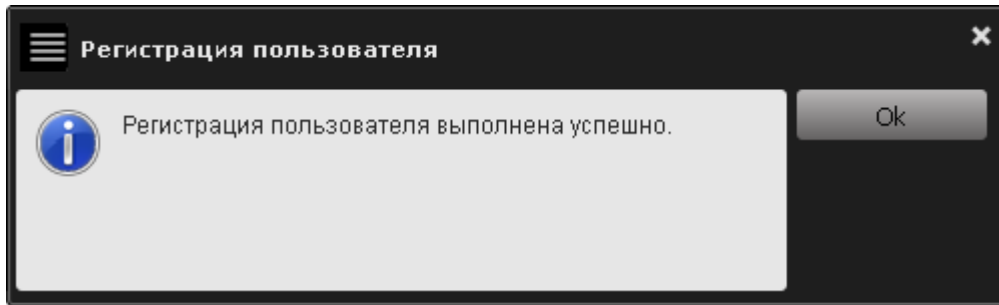 Регистрация пользователя
Регистрация пользователя выполнена успешно.
Ok